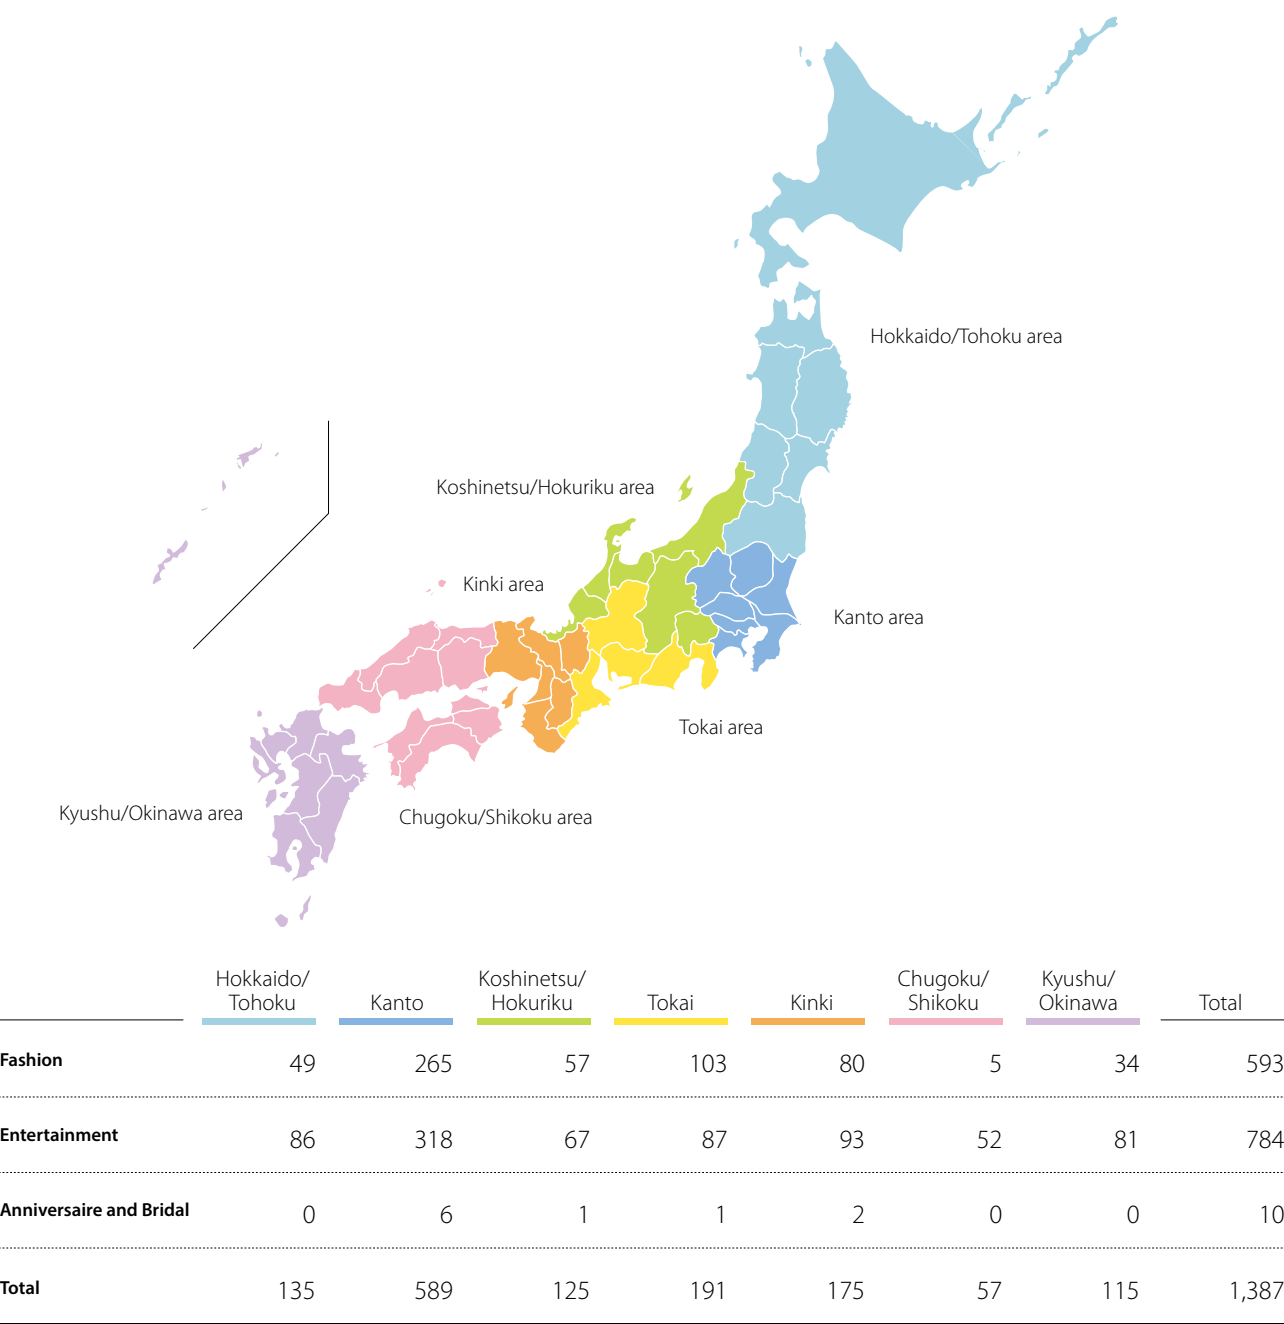 Hokkaido/Tohoku area
Koshinetsu/Hokuriku area
Kinki area
Kanto area
Tokai area
Kyushu/Okinawa area
Chugoku/Shikoku area
Hokkaido/
Tohoku
Kanto
Koshinetsu/
Hokuriku
Tokai
Kinki
Chugoku/
Shikoku
Kyushu/
Okinawa
Total
Fashion 49 265 57 103 80 5 34 593
Entertainment 86 318 67 87 93 52 81 784
Anniversaire and Bridal 0 6 1 1 2 0 0 10
Total 135 589 125 191 175 57 115 1,387